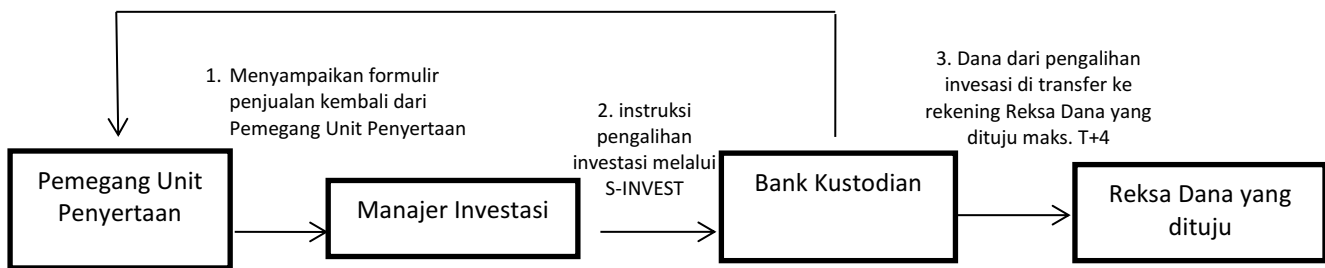 1. Menyampaikan formulir
penjualan kembali dari
Pemegang Unit Penyertaan
2. instruksi
pengalihan
investasi melalui
S-INVEST
3. Dana dari pengalihan
invesasi di transfer ke
rekening Reksa Dana yang
dituju maks. T+4
Pemegang Unit
Penyertaan
Manajer Investasi
Bank Kustodian
Reksa Dana yang
dituju